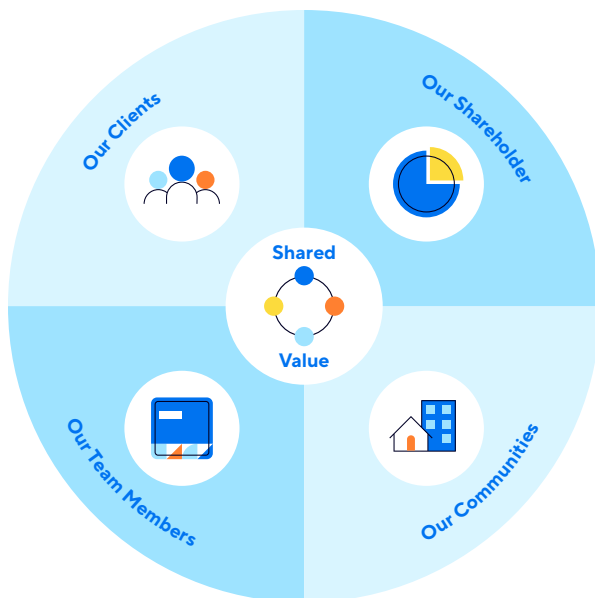 Our Clients
Our Shareholder
Shared
Value
Our Team Members
Our Communities